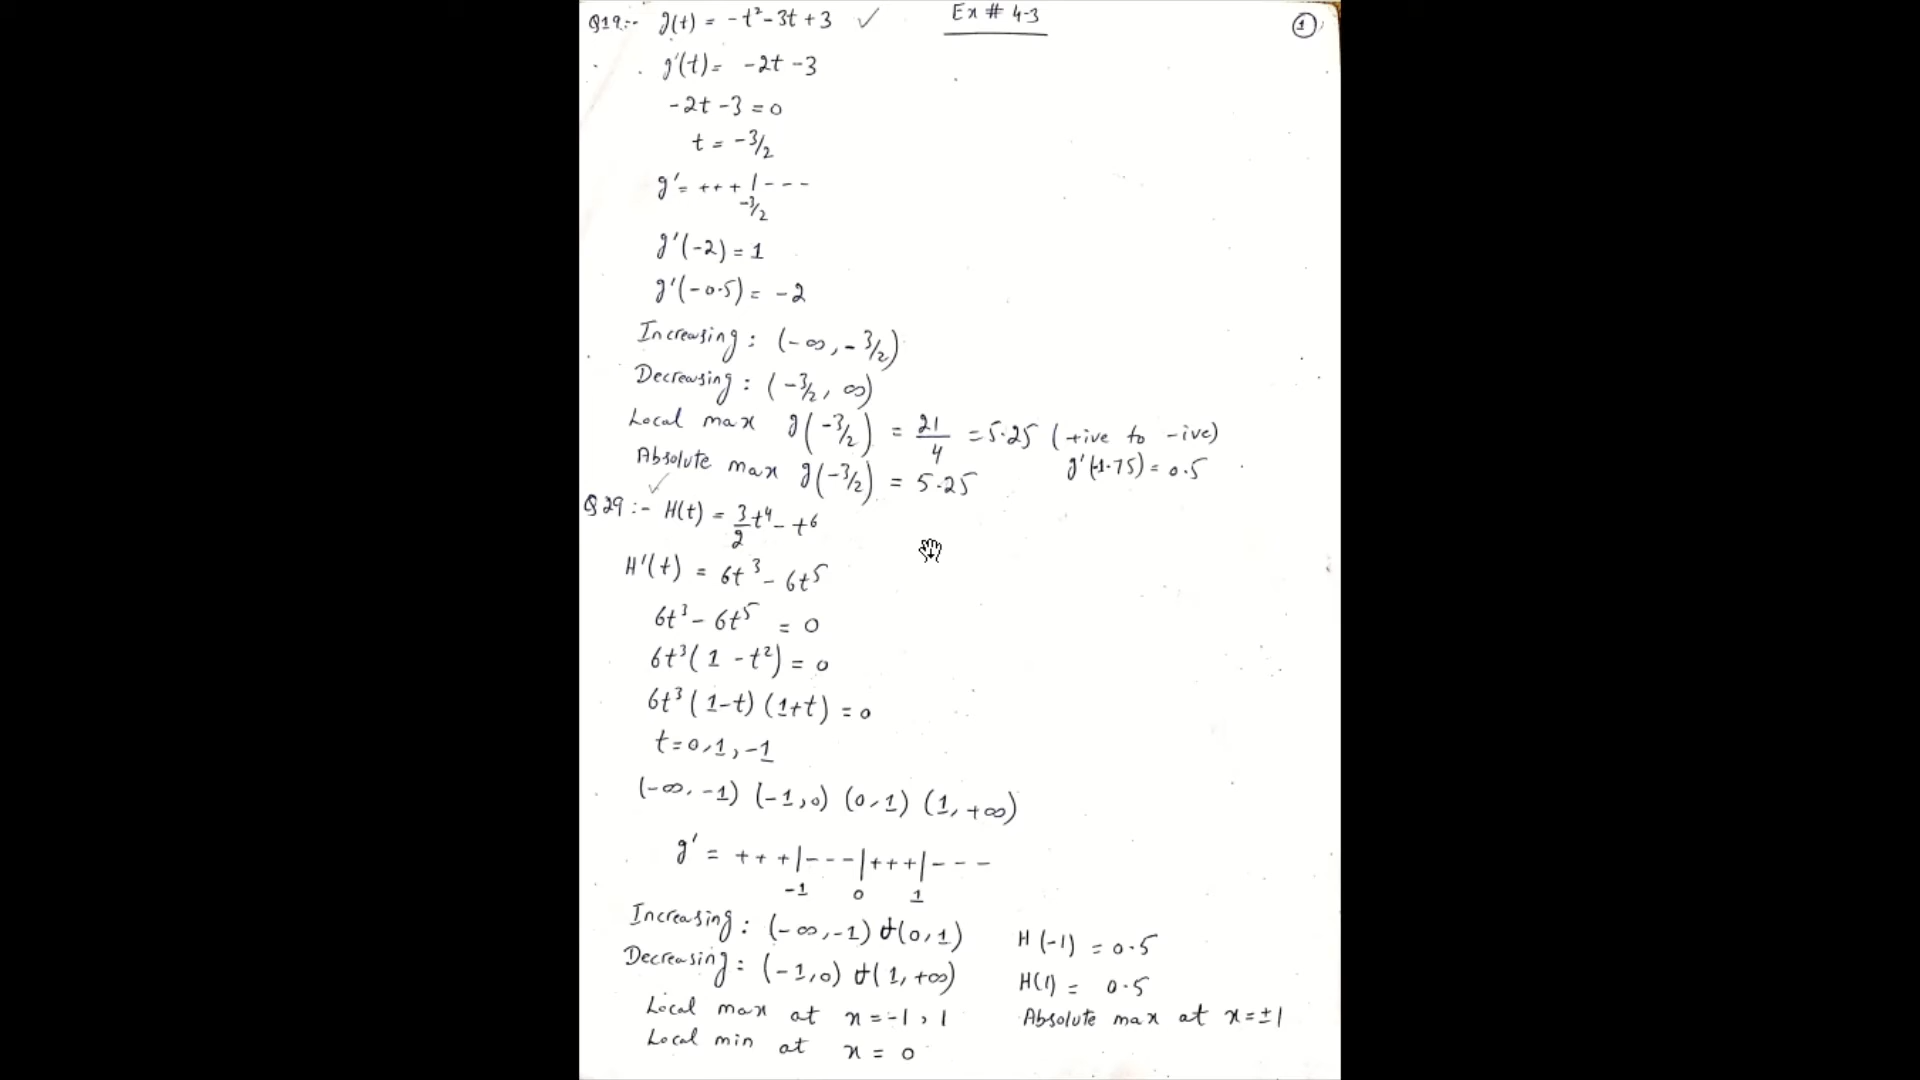 Q19:- g(t) = -t² - 3t + 3 ✓ Ex # 4-3 ①
g'(t) = -2t - 3
-2t - 3 = 0
t = -3/2
g' = + + + | - - -
-3/2
g'(-2) = 1
g'(-0.5) = -2
Increasing: (-∞, -3/2)
Decreasing: (-3/2, ∞)
Local max g(-3/2) = 21/4 = 5.25 (+ive to -ive)
Absolute max g(-3/2) = 5.25 g'(-1.75) = 0.5
Q29:- H(t) = 3/2 t⁴ - t⁶
H'(t) = 6t³ - 6t⁵
6t³ - 6t⁵ = 0
6t³(1 - t²) = 0
6t³(1-t)(1+t) = 0
t = 0, 1, -1
(-∞, -1) (-1, 0) (0, 1) (1, +∞)
g' = + + + | - - - | + + + | - - -
-1 0 1
Increasing: (-∞, -1) & (0, 1) H(-1) = 0.5
Decreasing: (-1, 0) & (1, +∞) H(1) = 0.5
Local max at x = -1, 1 Absolute max at x = ±1
Local min at x = 0